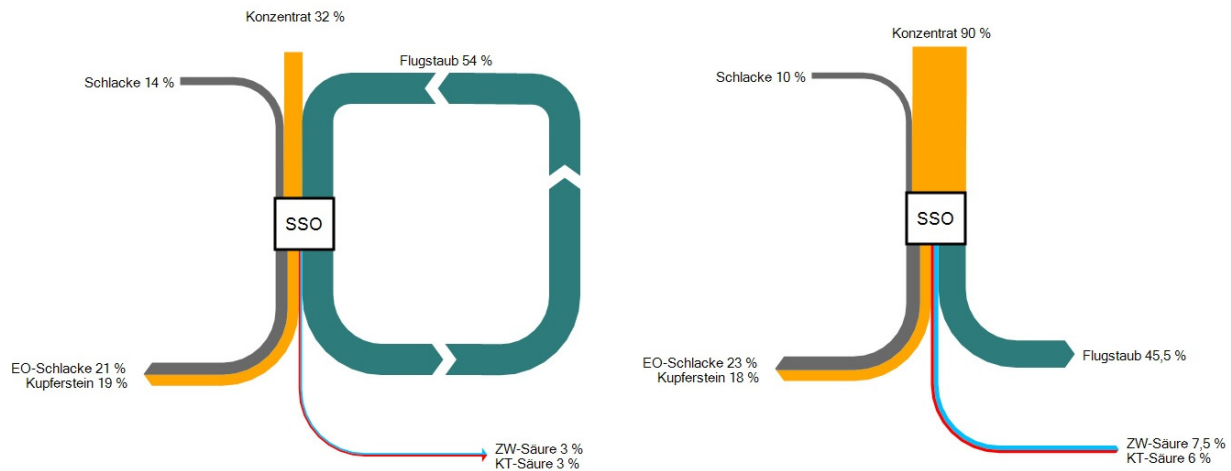 Konzentrat 32 %
Schlacke 14 %
Flugstaub 54 %
SSO
EO-Schlacke 21 %
Kupferstein 19 %
ZW-Säure 3 %
KT-Säure 3 %
Konzentrat 90 %
Schlacke 10 %
SSO
Flugstaub 45,5 %
EO-Schlacke 23 %
Kupferstein 18 %
ZW-Säure 7,5 %
KT-Säure 6 %